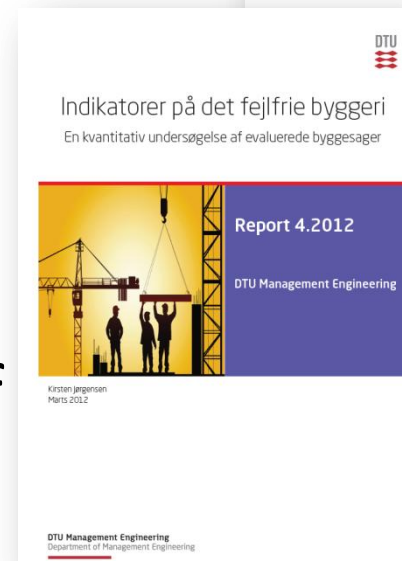 DTU
Indikatorer på det fejlfrie byggeri
En kvantitativ undersøgelse af evaluerede byggesager
Report 4.2012
DTU Management Engineering
Kirsten Jørgensen
Marts 2012
DTU Management Engineering
Department of Management Engineering